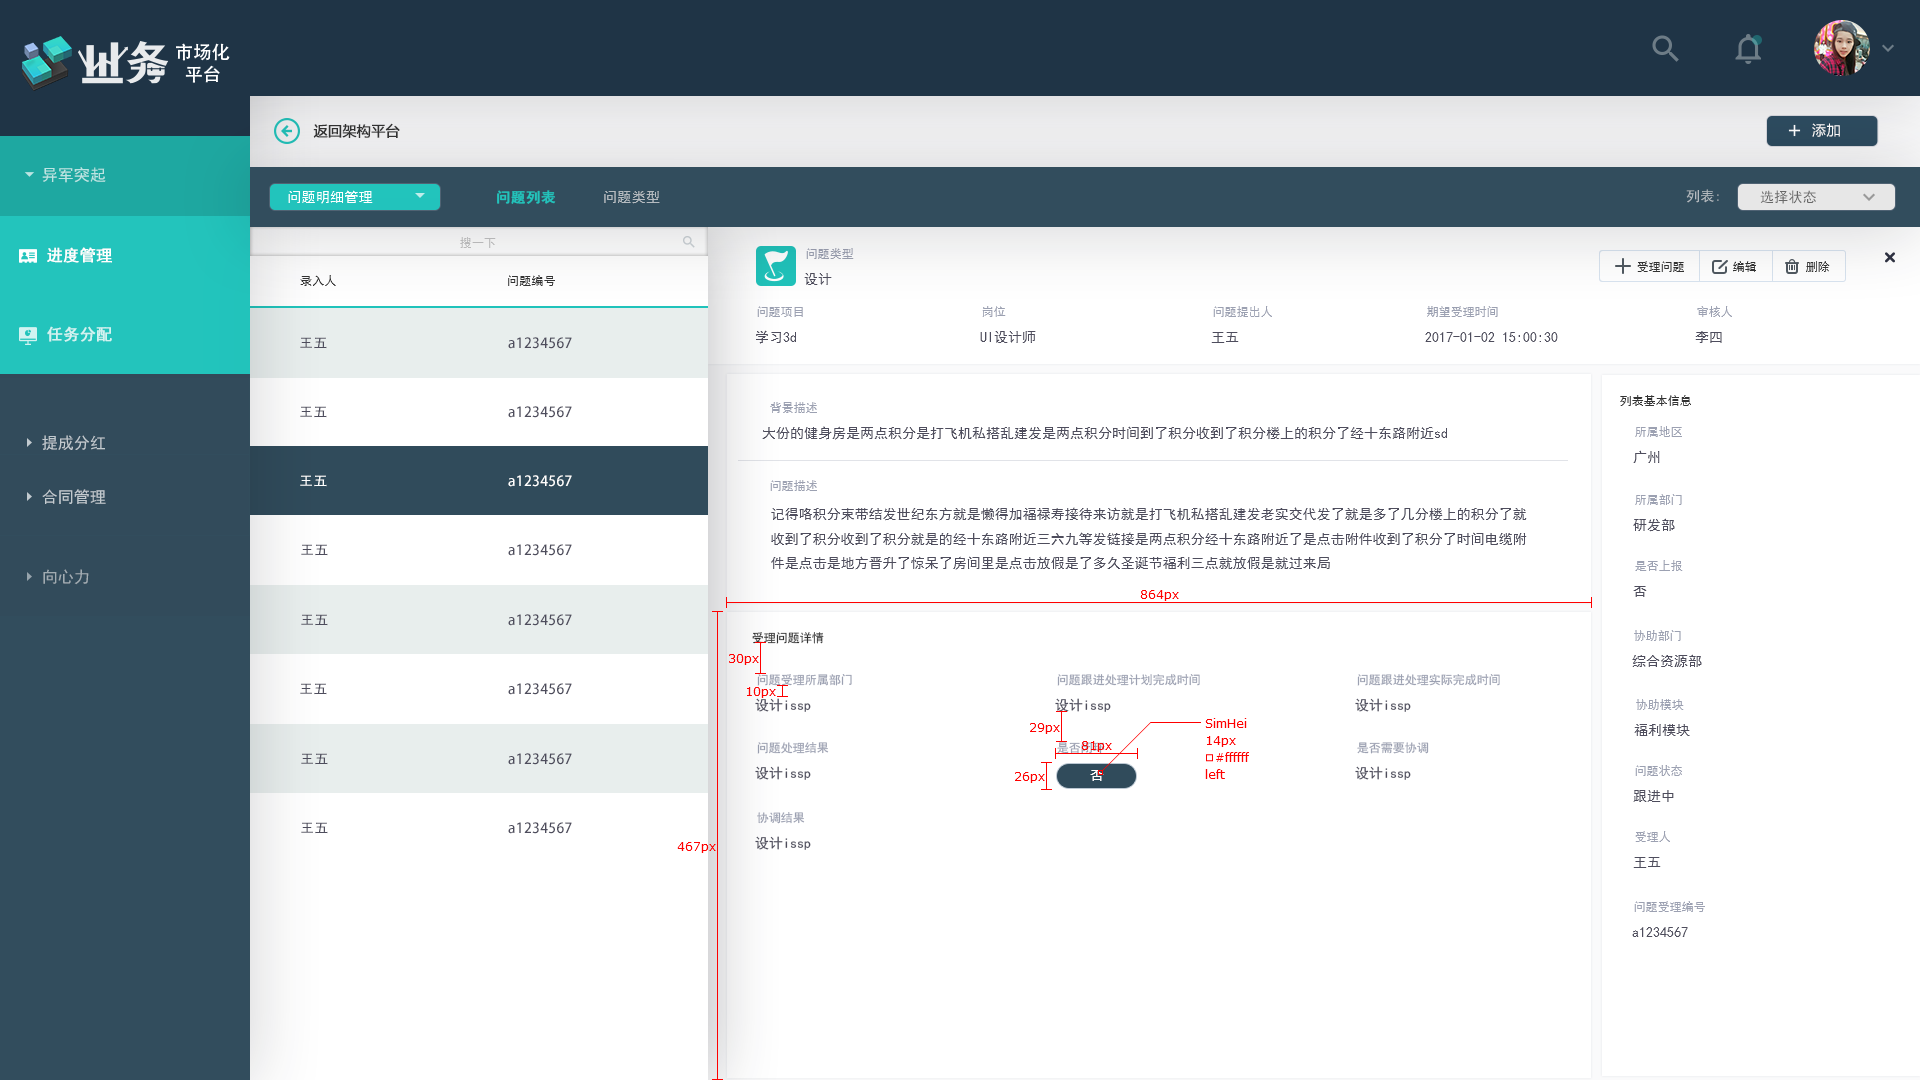 业务 市场化
平台
返回架构平台
添加
异军突起
进度管理
任务分配
提成分红
合同管理
向心力
问题明细管理
问题列表
问题类型
列表：
选择状态
搜一下
录入人 问题编号
王五 a1234567
王五 a1234567
王五 a1234567
王五 a1234567
王五 a1234567
王五 a1234567
王五 a1234567
王五 a1234567
问题类型
设计
受理问题 编辑 删除
问题项目 岗位 问题提出人 期望受理时间 审核人
学习3d UI设计师 王五 2017-01-02 15:00:30 李四
背景描述
大份的健身房是两点积分是打飞机私搭乱建发是两点积分时间到了积分收到了积分楼上的积分了经十东路附近sd
问题描述
记得咯积分束带结发世纪东方就是懒得加福禄寿接待来访就是打飞机私搭乱建发老实交代发了就是多了几分楼上的积分了就
收到了积分收到了积分就是的经十东路附近三六九等发链接是两点积分经十东路附近了是点击附件收到了积分了时间电缆附
件是点击是地方晋升了惊呆了房间里是点击放假是了多久圣诞节福利三点就放假是就过来局
864px
受理问题详情
30px
问题受理所属部门 问题跟进处理计划完成时间 问题跟进处理实际完成时间
10px
设计issp 设计issp 设计issp
29px
SimHei
14px
#ffffff
left
问题处理结果 是否 81px 是否需要协调
设计issp 26px 否 设计issp
协调结果
设计issp
467px
列表基本信息
所属地区
广州
所属部门
研发部
是否上报
否
协助部门
综合资源部
协助模块
福利模块
问题状态
跟进中
受理人
王五
问题受理编号
a1234567